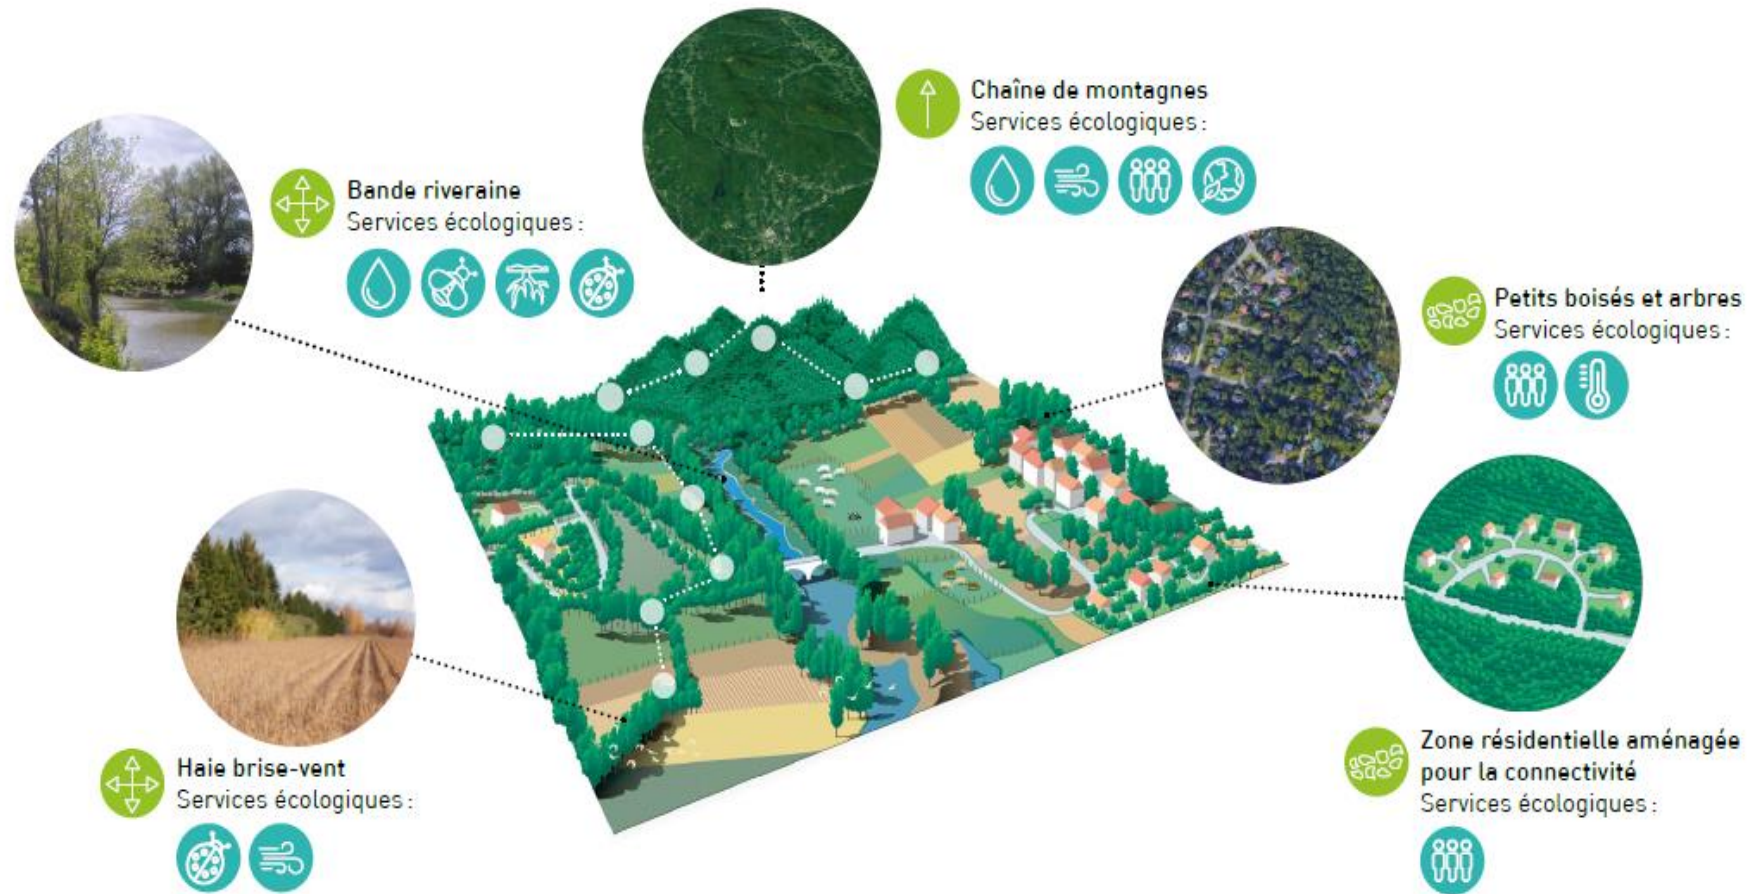 Chaîne de montagnes
Services écologiques :
Bande riveraine
Services écologiques :
Petits boisés et arbres
Services écologiques :
Haie brise-vent
Services écologiques :
Zone résidentielle aménagée
pour la connectivité
Services écologiques :